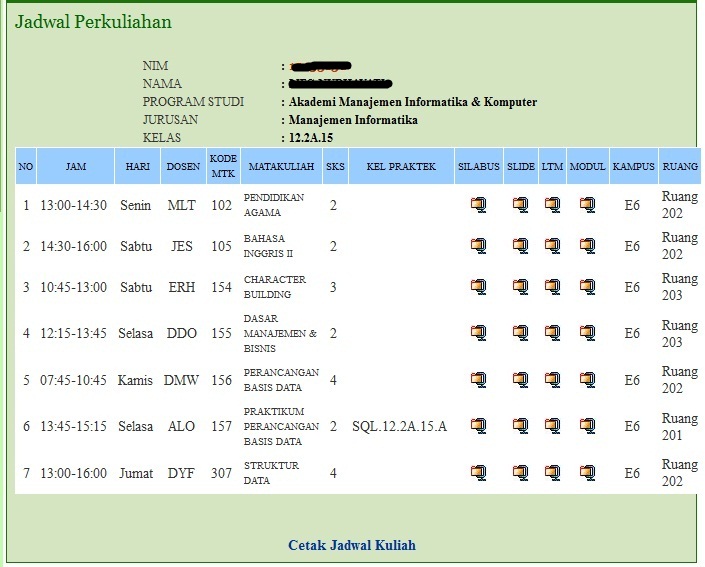 Jadwal Perkuliahan
NIM :
NAMA :
PROGRAM STUDI : Akademi Manajemen Informatika & Komputer
JURUSAN : Manajemen Informatika
KELAS : 12.2A.15
NO JAM HARI DOSEN KODE MTK MATAKULIAH SKS KEL PRAKTEK SILABUS SLIDE LTM MODUL KAMPUS RUANG
1 13:00-14:30 Senin MLT 102 PENDIDIKAN AGAMA 2 E6 Ruang 202
2 14:30-16:00 Sabtu JES 105 BAHASA INGGRIS II 2 E6 Ruang 202
3 10:45-13:00 Sabtu ERH 154 CHARACTER BUILDING 3 E6 Ruang 203
4 12:15-13:45 Selasa DDO 155 DASAR MANAJEMEN & BISNIS 2 E6 Ruang 203
5 07:45-10:45 Kamis DMW 156 PERANCANGAN BASIS DATA 4 E6 Ruang 202
6 13:45-15:15 Selasa ALO 157 PRAKTIKUM PERANCANGAN BASIS DATA 2 SQL.12.2A.15.A E6 Ruang 201
7 13:00-16:00 Jumat DYF 307 STRUKTUR DATA 4 E6 Ruang 202
Cetak Jadwal Kuliah